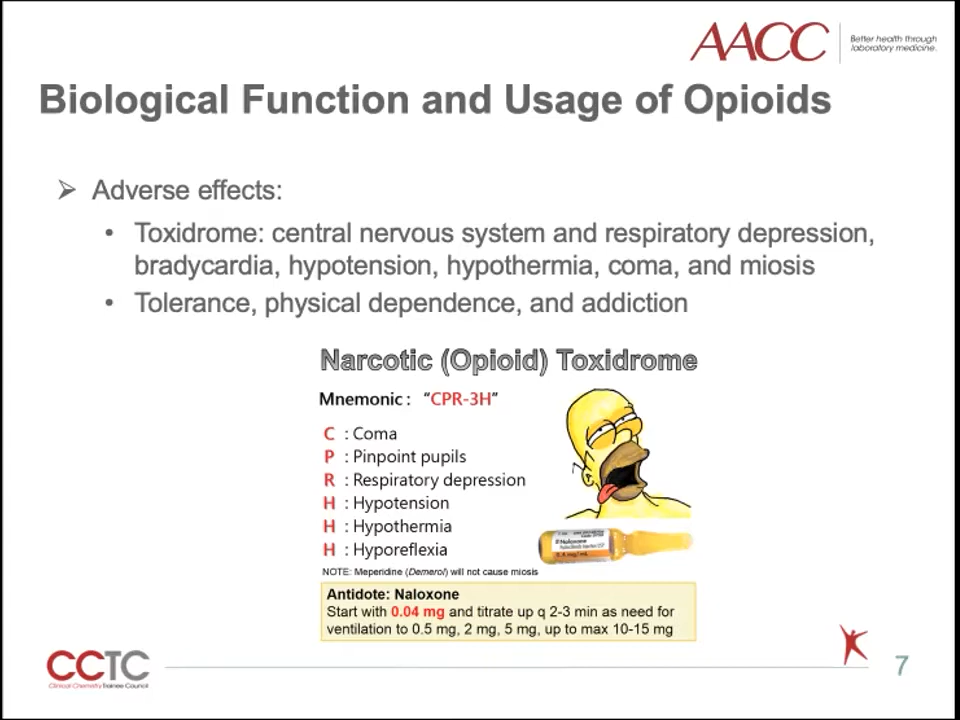 AACC
Better health through
laboratory medicine.
Biological Function and Usage of Opioids
➢ Adverse effects:
• Toxidrome: central nervous system and respiratory depression,
bradycardia, hypotension, hypothermia, coma, and miosis
• Tolerance, physical dependence, and addiction
Narcotic (Opioid) Toxidrome
Mnemonic : “CPR-3H”
C : Coma
P : Pinpoint pupils
R : Respiratory depression
H : Hypotension
H : Hypothermia
H : Hyporeflexia
Naloxone
NOTE: Meperidine (Demerol) will not cause miosis
Antidote: Naloxone
Start with 0.04 mg and titrate up q 2-3 min as need for
ventilation to 0.5 mg, 2 mg, 5 mg, up to max 10-15 mg
CCTC
Clinical Chemistry Trainee Council
7